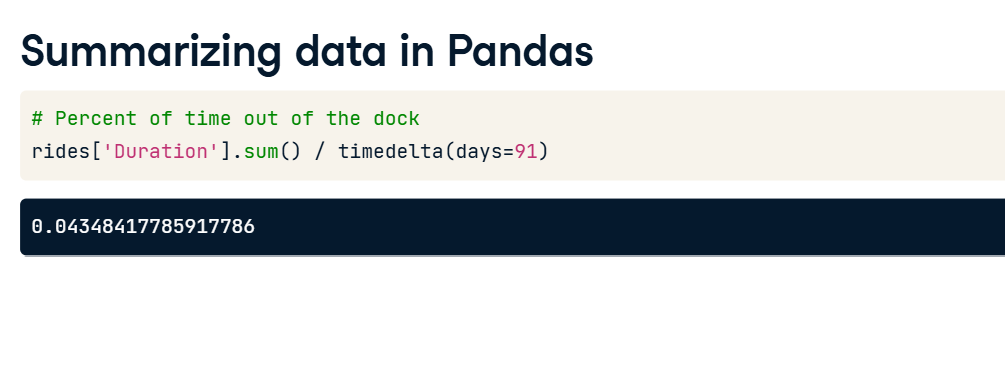 Summarizing data in Pandas
# Percent of time out of the dock
rides['Duration'].sum() / timedelta(days=91)
0.04348417785917786